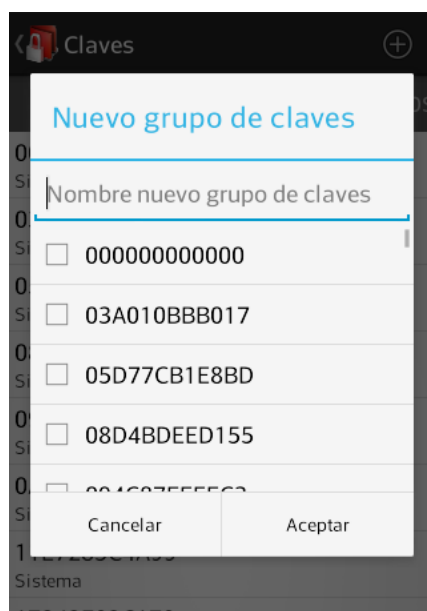 Claves
Nuevo grupo de claves
Nombre nuevo grupo de claves
000000000000
03A010BBB017
05D77CB1E8BD
08D4BDEED155
Cancelar
Aceptar
Sistema